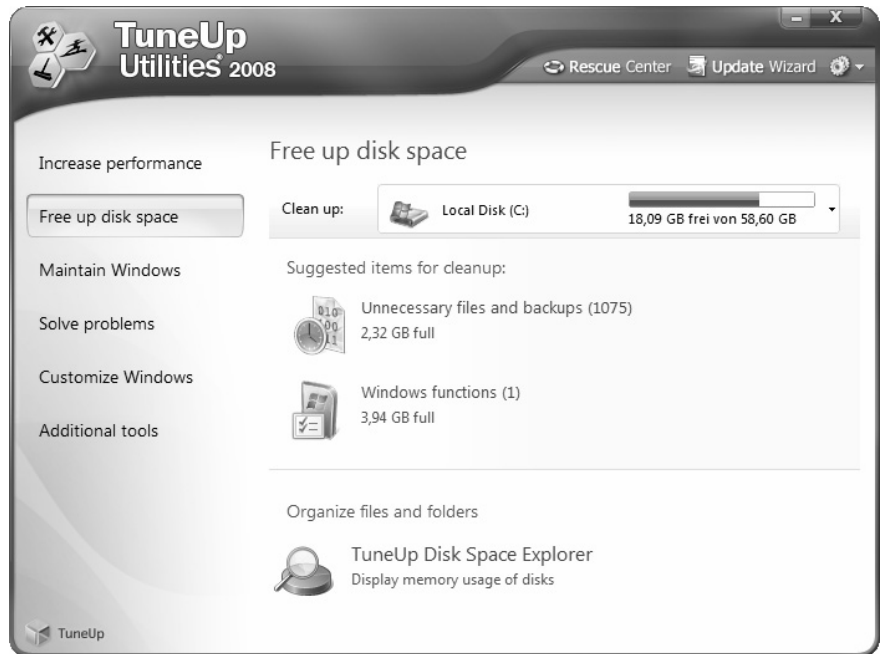 TuneUp
Utilities® 2008
Rescue Center
Update Wizard
Increase performance
Free up disk space
Maintain Windows
Solve problems
Customize Windows
Additional tools
TuneUp
Free up disk space
Clean up:
Local Disk (C:)
18,09 GB frei von 58,60 GB
Suggested items for cleanup:
Unnecessary files and backups (1075)
2,32 GB full
Windows functions (1)
3,94 GB full
Organize files and folders
TuneUp Disk Space Explorer
Display memory usage of disks